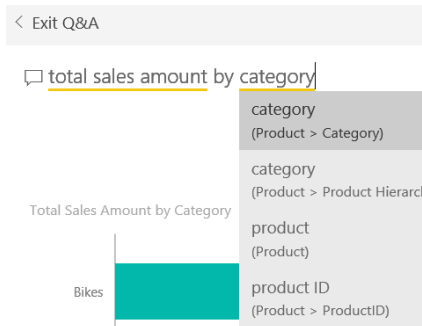 Exit Q&A
total sales amount by category
category
(Product > Category)
category
(Product > Product Hierarch
product
(Product)
product ID
(Product > ProductID)
Total Sales Amount by Category
Bikes